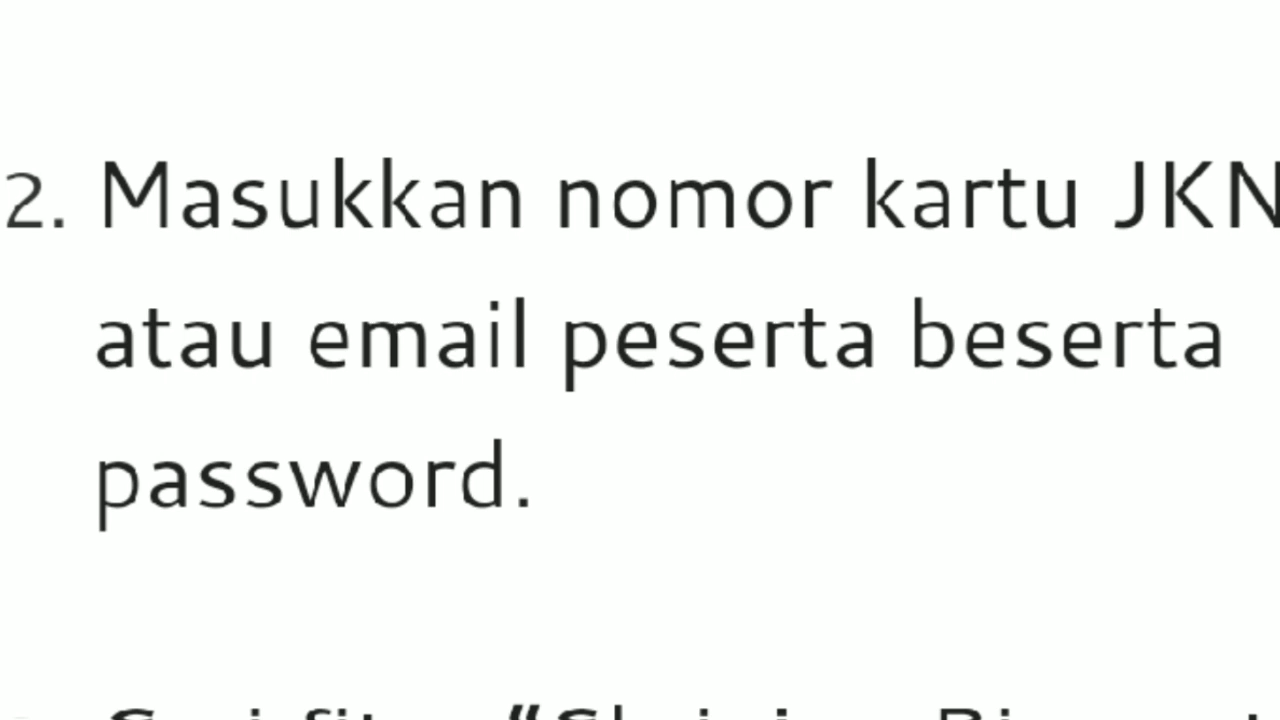 2. Masukkan nomor kartu JKN
atau email peserta beserta
password.